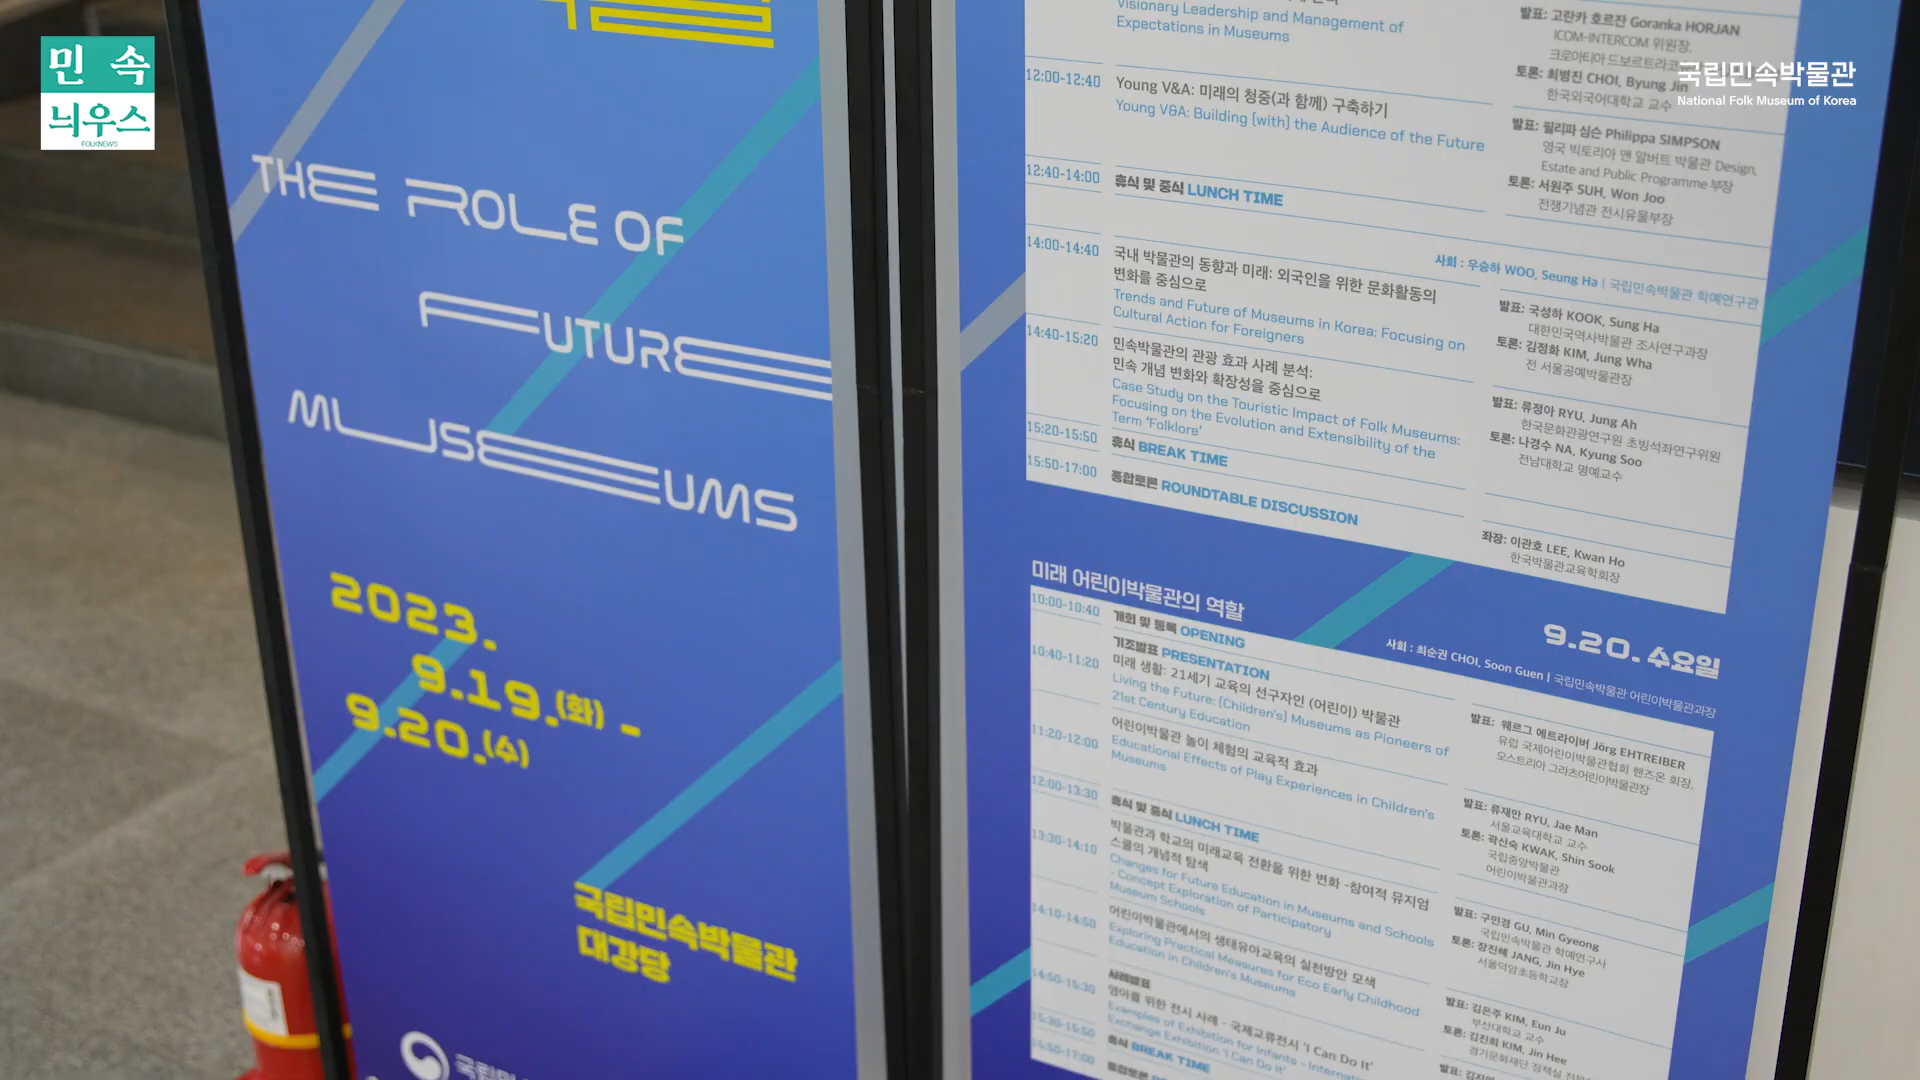 민 속
늬우스
FOLKNEWS
국립민속박물관
National Folk Museum of Korea
THE ROLE OF
FUTURE
MUSEUMS
2023.
9.19.(화) -
9.20.(수)
국립민속박물관
대강당
Visionary Leadership and Management of
Expectations in Museums
발표: 고란카 호르잔 Goranka HORJAN
ICOM-INTERCOM 위원장,
토론: 최병진 CHOI, Byung Jin
한국외국어대학교 교수
12:00-12:40
Young V&A: 미래의 청중(과 함께) 구축하기
Young V&A: Building (with) the Audience of the Future
발표: 필리파 심슨 Philippa SIMPSON
영국 빅토리아 앤 알버트 박물관 Design,
Estate and Public Programme 부장
토론: 서원주 SUH, Won Joo
전쟁기념관 전시유물부장
12:40-14:00
휴식 및 중식 LUNCH TIME
사회 : 우승하 WOO, Seung Ha | 국립민속박물관 학예연구관
14:00-14:40
국내 박물관의 동향과 미래: 외국인을 위한 문화활동의
변화를 중심으로
Trends and Future of Museums in Korea: Focusing on
Cultural Action for Foreigners
발표: 국성하 KOOK, Sung Ha
대한민국역사박물관 조사연구과장
토론: 김정화 KIM, Jung Wha
전 서울공예박물관장
14:40-15:20
민속박물관의 관광 효과 사례 분석:
민속 개념 변화와 확장성을 중심으로
Case Study on the Touristic Impact of Folk Museums:
Focusing on the Evolution and Extensibility of the
Term 'Folklore'
발표: 류정아 RYU, Jung Ah
한국문화관광연구원 초빙석좌연구위원
토론: 나경수 NA, Kyung Soo
전남대학교 명예교수
15:20-15:50
휴식 BREAK TIME
15:50-17:00
종합토론 ROUNDTABLE DISCUSSION
좌장: 이관호 LEE, Kwan Ho
한국박물관교육학회장
미래 어린이박물관의 역할
9.20. 수요일
사회 : 최순권 CHOI, Soon Guen | 국립민속박물관 어린이박물관과장
10:00-10:40
개회 및 등록 OPENING
기조발표 PRESENTATION
10:40-11:20
미래 생활: 21세기 교육의 선구자인 (어린이) 박물관
Living the Future: (Children's) Museums as Pioneers of
21st Century Education
발표: 웨르그 에트라이버 Jörg EHTREIBER
유럽 국제어린이박물관협회 핸즈온 회장,
오스트리아 그라츠어린이박물관장
11:20-12:00
어린이박물관 놀이 체험의 교육적 효과
Educational Effects of Play Experiences in Children's
Museums
발표: 류재만 RYU, Jae Man
서울교육대학교 교수
토론: 곽신숙 KWAK, Shin Sook
국립중앙박물관
어린이박물관과장
12:00-13:30
휴식 및 중식 LUNCH TIME
13:30-14:10
박물관과 학교의 미래교육 전환을 위한 변화 -참여적 뮤지엄
스쿨의 개념적 탐색
Changes for Future Education in Museums and Schools
- Concept Exploration of Participatory
Museum Schools
발표: 구민경 GU, Min Gyeong
국립민속박물관 학예연구사
토론: 장진혜 JANG, Jin Hye
서울덕암초등학교장
14:10-14:50
어린이박물관에서의 생태유아교육의 실천방안 모색
Exploring Practical Measures for Eco Early Childhood
Education in Children's Museums
발표: 김은주 KIM, Eun Ju
부산대학교 교수
토론: 김진희 KIM, Jin Hee
경기문화재단 정책실
14:50-15:30
사례발표
영아를 위한 전시 사례 - 국제교류전시 'I Can Do It'
Examples of Exhibition for Infants - Internati
Exchange Exhibition 'I Can Do It'
15:30-15:50
휴식 BREAK TIME
15:50-17:00
종합토론